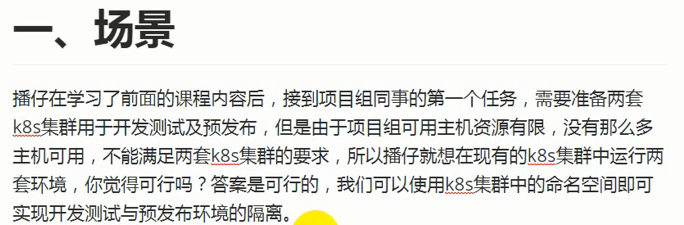 一、场景
播仔在学习了前面的课程内容后，接到项目组同事的第一个任务，需要准备两套
k8s集群用于开发测试及预发布，但是由于项目组可用主机资源有限，没有那么多
主机可用，不能满足两套k8s集群的要求，所以播仔就想在现有的k8s集群中运行两
套环境，你觉得可行吗？答案是可行的，我们可以使用k8s集群中的命名空间即可
实现开发测试与预发布环境的隔离。